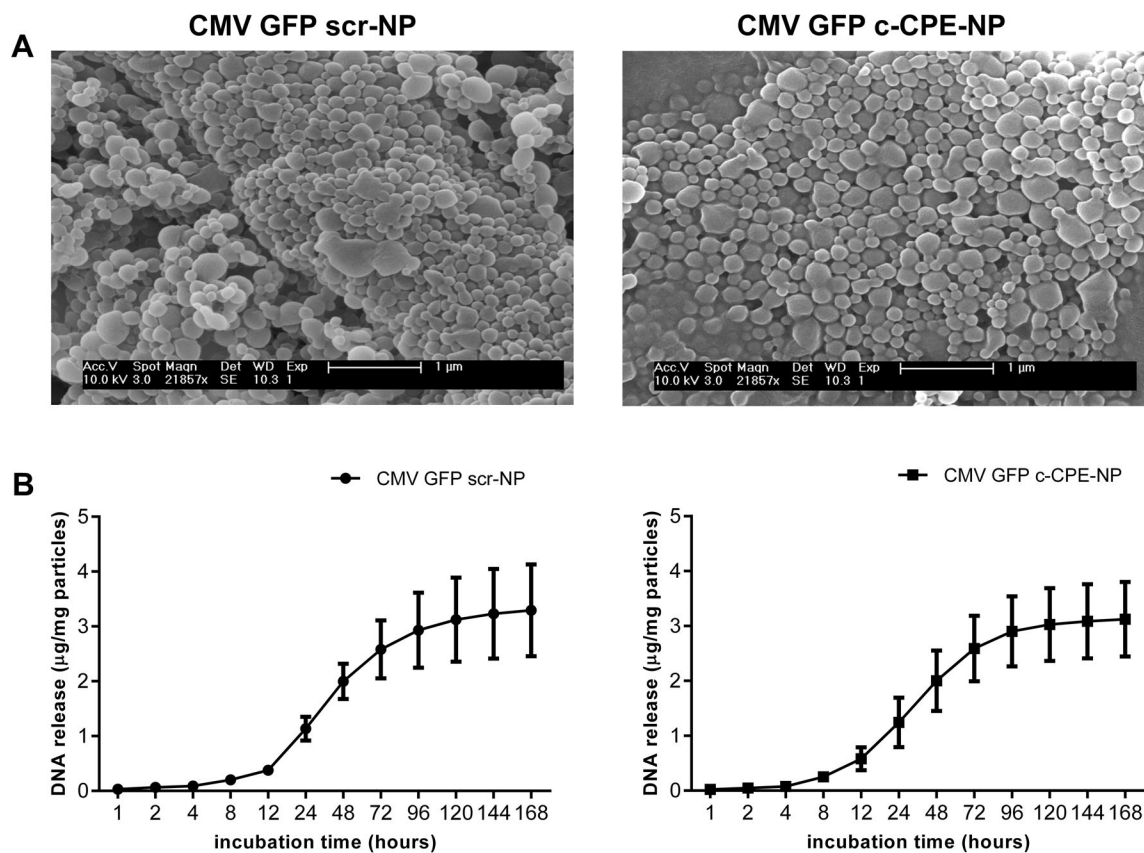 CMV GFP scr-NP
CMV GFP c-CPE-NP
A
Acc.V Spot Magn Det WD Exp
10.0 kV 3.0 21857x SE 10.3 1
1 µm
Acc.V Spot Magn Det WD Exp
10.0 kV 3.0 21857x SE 10.3 1
1 µm
B
CMV GFP scr-NP
DNA release (µg/mg particles)
5
4
3
2
1
0
1 2 4 8 12 24 48 72 96 120 144 168
incubation time (hours)
CMV GFP c-CPE-NP
DNA release (µg/mg particles)
5
4
3
2
1
0
1 2 4 8 12 24 48 72 96 120 144 168
incubation time (hours)